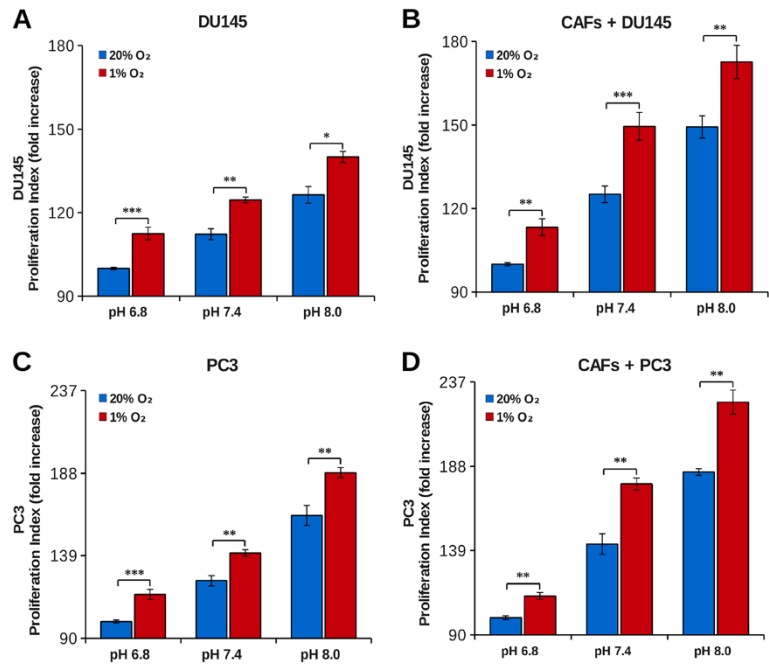 A
DU145
20% O₂
1% O₂
DU145
Proliferation Index (fold increase)
180
150
120
90
***
**
*
pH 6.8
pH 7.4
pH 8.0
B
CAFs + DU145
20% O₂
1% O₂
DU145
Proliferation Index (fold increase)
180
150
120
90
**
***
**
pH 6.8
pH 7.4
pH 8.0
C
PC3
20% O₂
1% O₂
PC3
Proliferation Index (fold increase)
237
188
139
90
***
**
**
pH 6.8
pH 7.4
pH 8.0
D
CAFs + PC3
20% O₂
1% O₂
PC3
Proliferation Index (fold increase)
237
188
139
90
**
**
**
pH 6.8
pH 7.4
pH 8.0